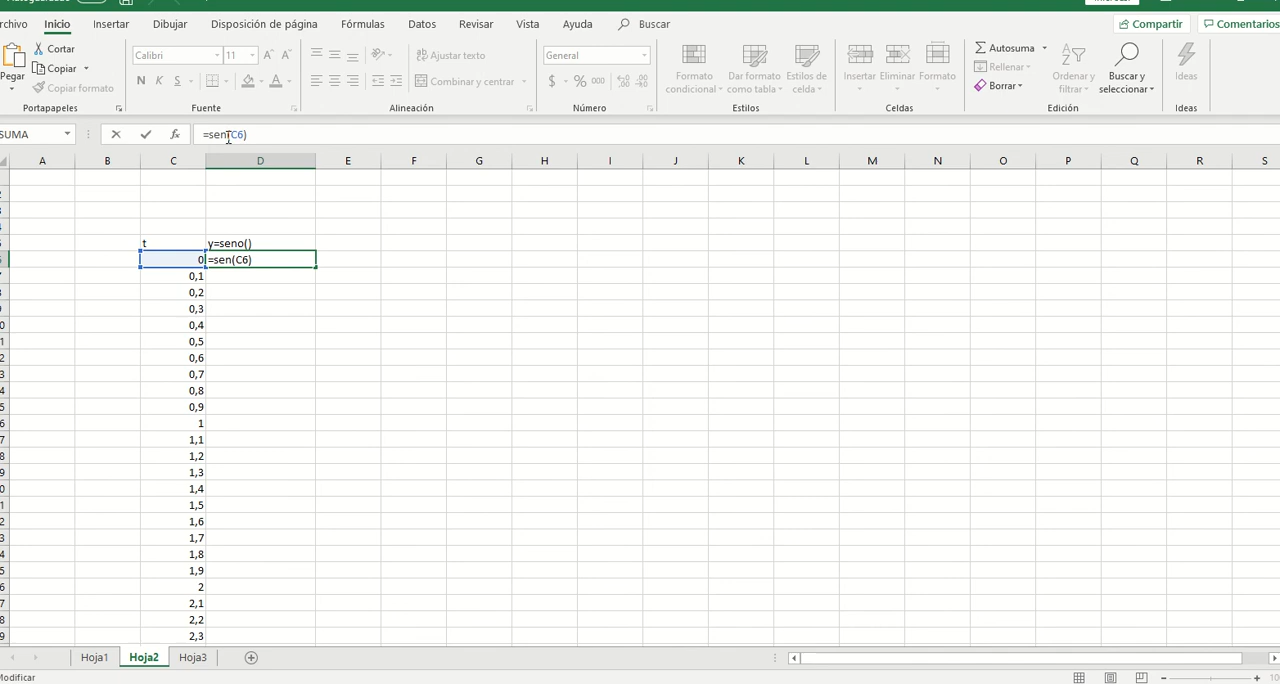 rchivo Inicio Insertar Dibujar Disposición de página Fórmulas Datos Revisar Vista Ayuda Buscar Compartir Comentarios
Pegar
Cortar
Copiar
Copiar formato
Portapapeles
Calibri 11 A A
N K S A
Fuente
Ajustar texto
Combinar y centrar
Alineación
General
$ % 000
Número
Formato condicional
Dar formato como tabla
Estilos de celda
Estilos
Insertar Eliminar Formato
Celdas
Autosuma
Rellenar
Borrar
Ordenar y filtrar
Buscar y seleccionar
Edición
Ideas
Ideas
SUMA fx =sen(C6)
A B C D E F G H I J K L M N O P Q R S
t y=seno()
0 =sen(C6)
0,1
0,2
0,3
0,4
0,5
0,6
0,7
0,8
0,9
1
1,1
1,2
1,3
1,4
1,5
1,6
1,7
1,8
1,9
2
2,1
2,2
2,3
Hoja1 Hoja2 Hoja3
Modificar